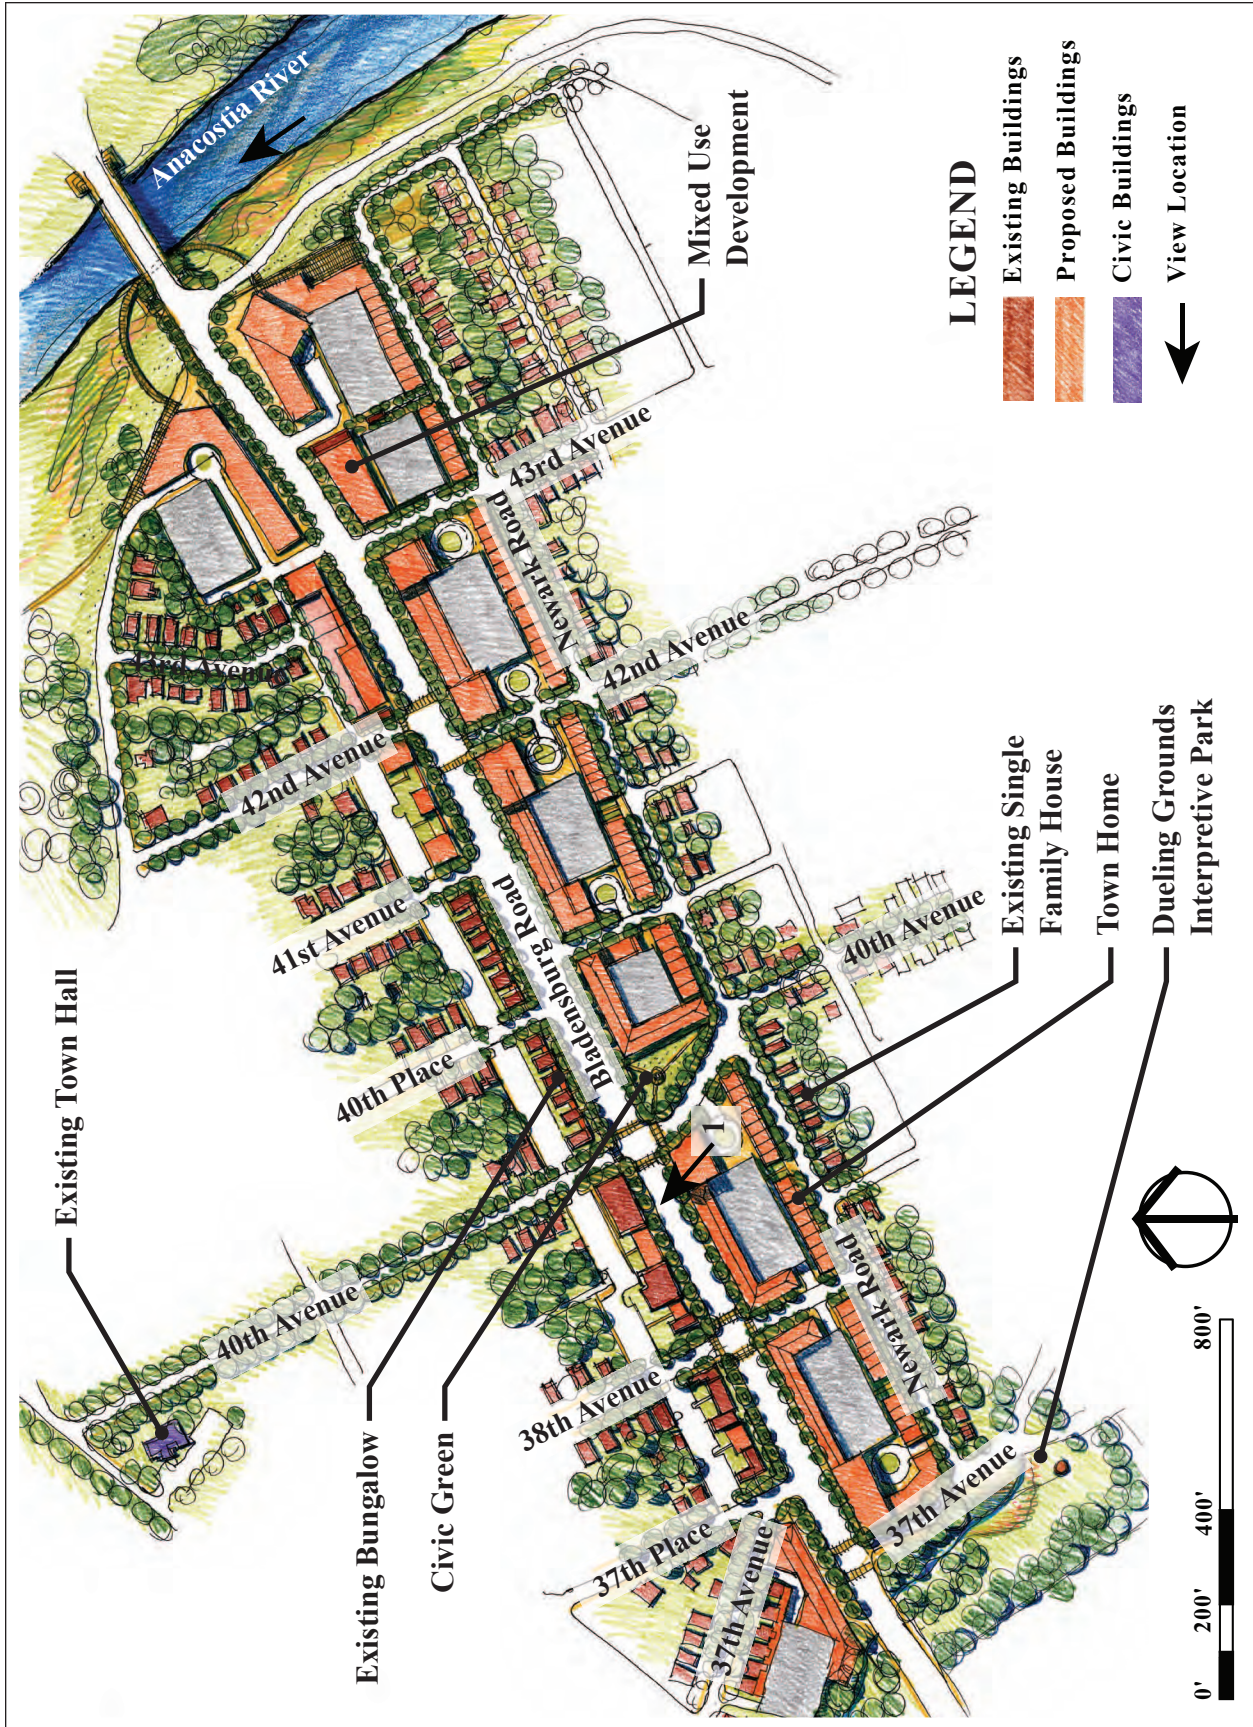 Anacostia River
Existing Town Hall
40th Avenue
Existing Bungalow
Civic Green
40th Place
41st Avenue
42nd Avenue
43rd Avenue
38th Avenue
37th Place
37th Avenue
Bladensburg Road
1
Newark Road
43rd Avenue
Mixed Use
Development
42nd Avenue
40th Avenue
Newark Road
37th Avenue
Existing Single
Family House
Town Home
Dueling Grounds
Interpretive Park
LEGEND
Existing Buildings
Proposed Buildings
Civic Buildings
View Location
0'
200'
400'
800'